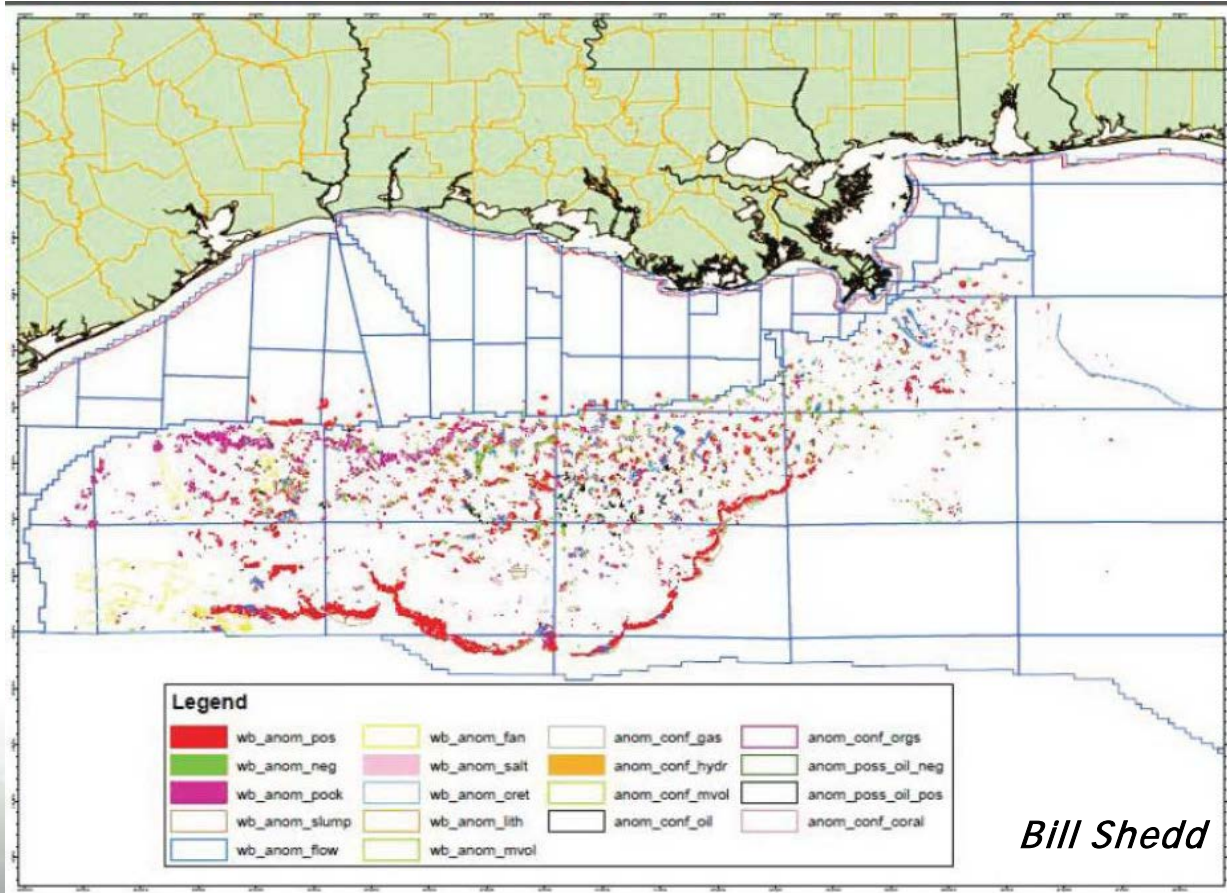 Legend
wb_anom_pos wb_anom_fan anom_conf_gas anom_conf_orgs
wb_anom_neg wb_anom_salt anom_conf_hydr anom_poss_oil_neg
wb_anom_pock wb_anom_cret anom_conf_mvol anom_poss_oil_pos
wb_anom_slump wb_anom_lith anom_conf_oil anom_conf_coral
wb_anom_flow wb_anom_mvol
Bill Shedd